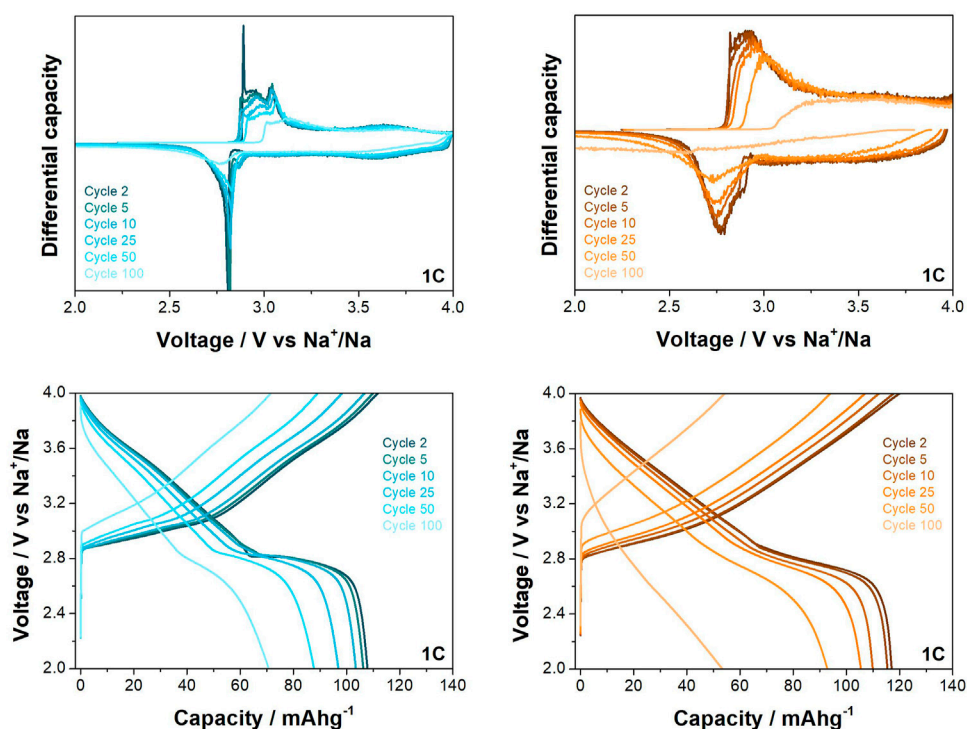 Differential capacity
Cycle 2
Cycle 5
Cycle 10
Cycle 25
Cycle 50
Cycle 100
1C
2.0 2.5 3.0 3.5 4.0
Voltage / V vs Na⁺/Na
Differential capacity
Cycle 2
Cycle 5
Cycle 10
Cycle 25
Cycle 50
Cycle 100
1C
2.0 2.5 3.0 3.5 4.0
Voltage / V vs Na⁺/Na
Voltage / V vs Na⁺/Na
4.0
3.6
3.2
2.8
2.4
2.0
Cycle 2
Cycle 5
Cycle 10
Cycle 25
Cycle 50
Cycle 100
1C
0 20 40 60 80 100 120 140
Capacity / mAhg⁻¹
Voltage / V vs Na⁺/Na
4.0
3.6
3.2
2.8
2.4
2.0
Cycle 2
Cycle 5
Cycle 10
Cycle 25
Cycle 50
Cycle 100
1C
0 20 40 60 80 100 120 140
Capacity / mAhg⁻¹